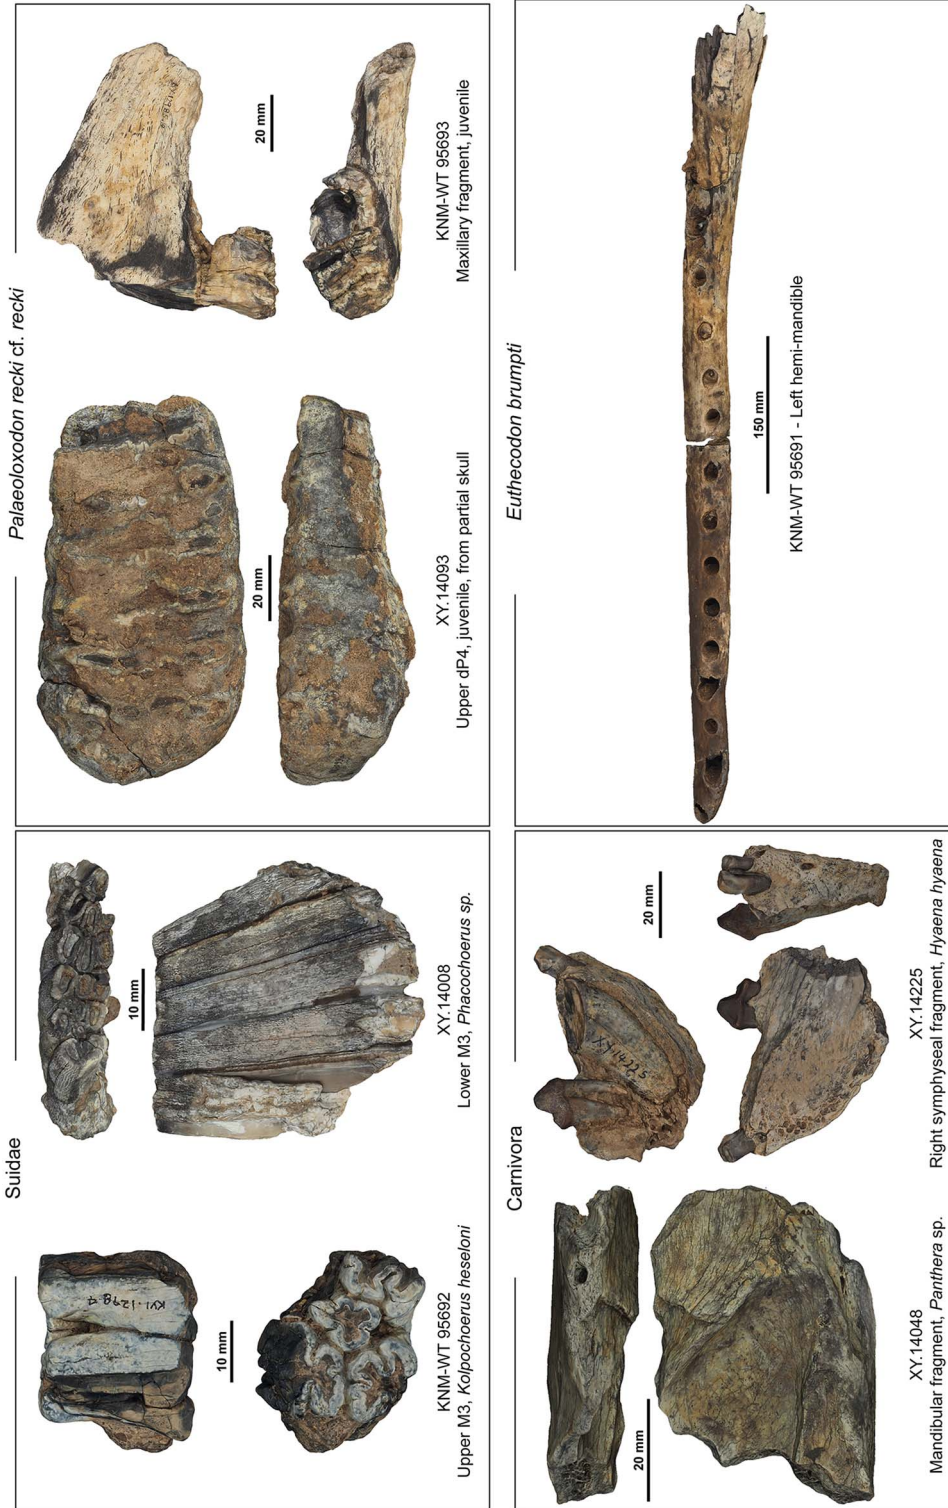 Suidae
10 mm
KNM-WT 95692
Upper M3, Kolpochoerus heseloni
10 mm
XY.14008
Lower M3, Phacochoerus sp.
Palaeoloxodon recki cf. recki
20 mm
XY.14093
Upper dP4, juvenile, from partial skull
20 mm
KNM-WT 95693
Maxillary fragment, juvenile
Carnivora
20 mm
XY.14048
Mandibular fragment, Panthera sp.
XY.14225
20 mm
XY.14225
Right symphyseal fragment, Hyaena hyaena
Euthecodon brumpti
150 mm
KNM-WT 95691 - Left hemi-mandible